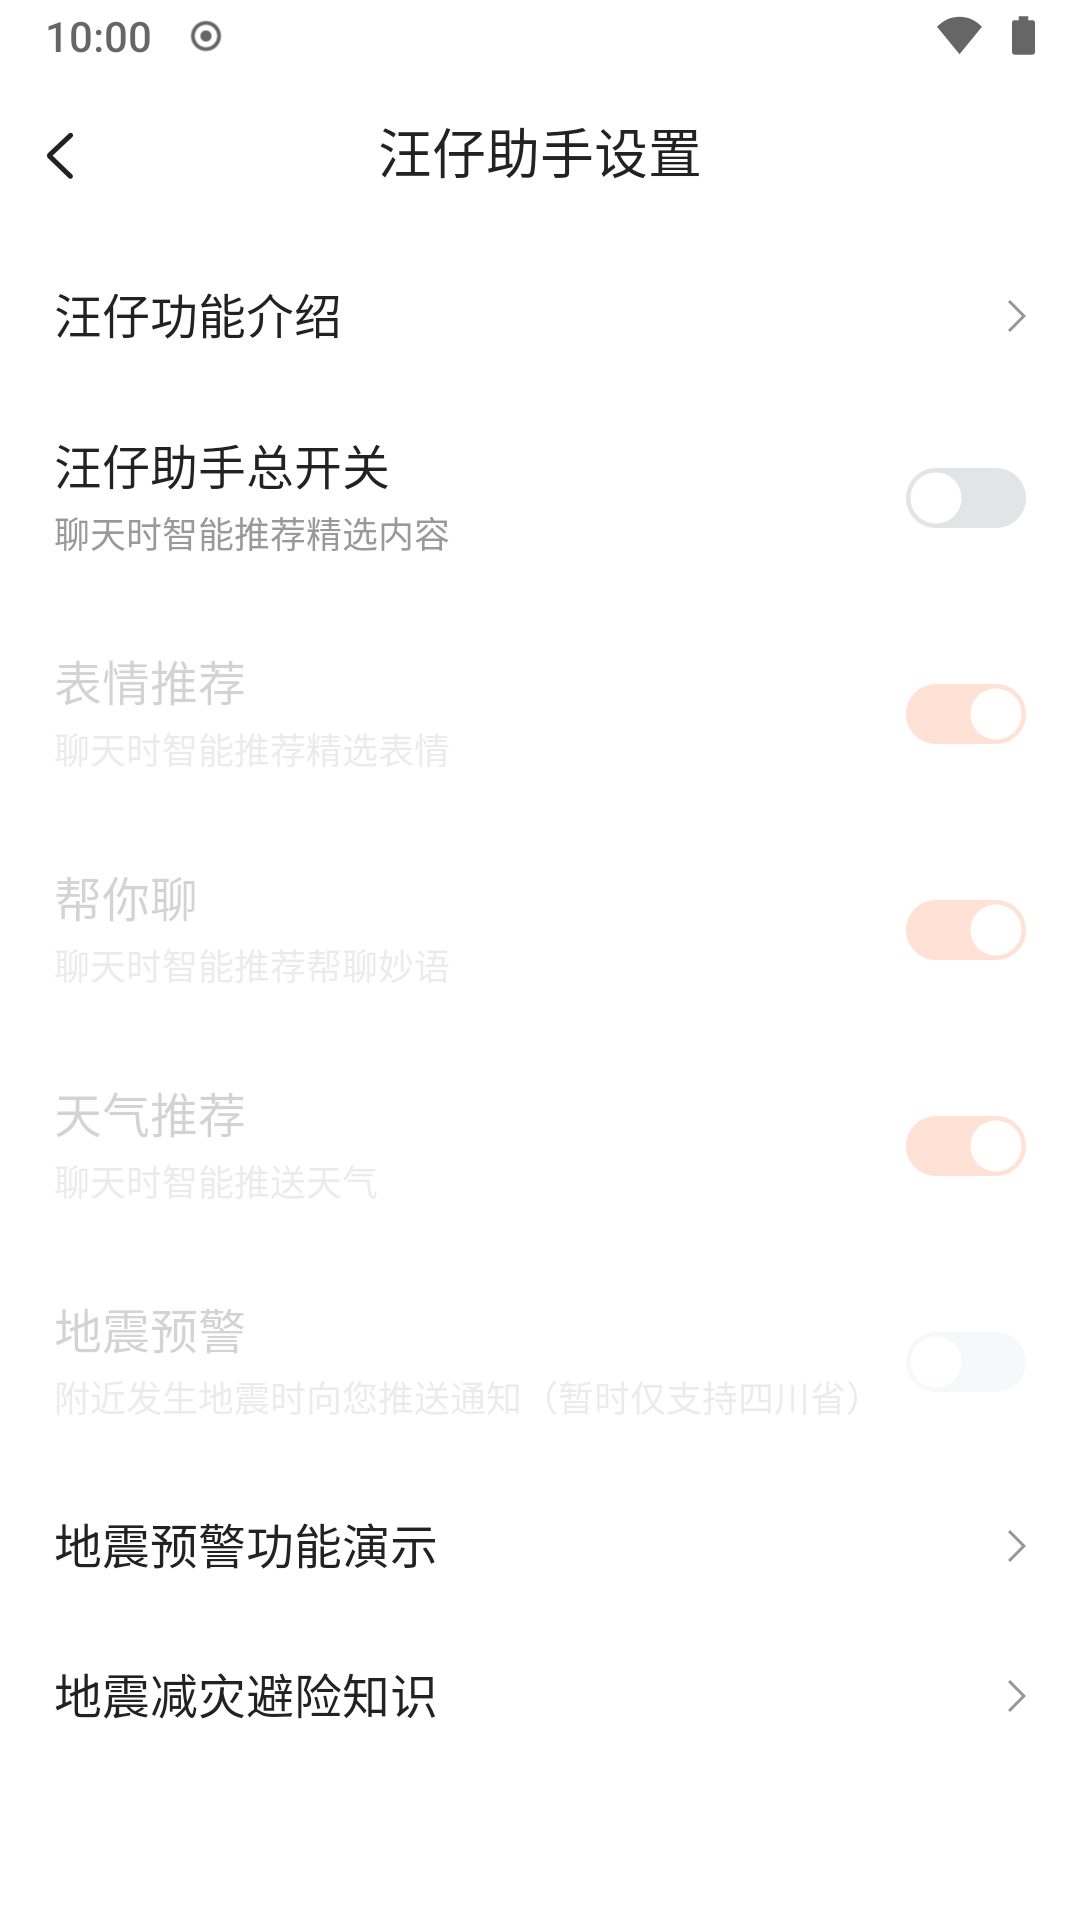 10:00
汪仔助手设置
汪仔功能介绍
汪仔助手总开关
聊天时智能推荐精选内容
表情推荐
聊天时智能推荐精选表情
帮你聊
聊天时智能推荐帮聊妙语
天气推荐
聊天时智能推送天气
地震预警
附近发生地震时向您推送通知（暂时仅支持四川省）
地震预警功能演示
地震减灾避险知识